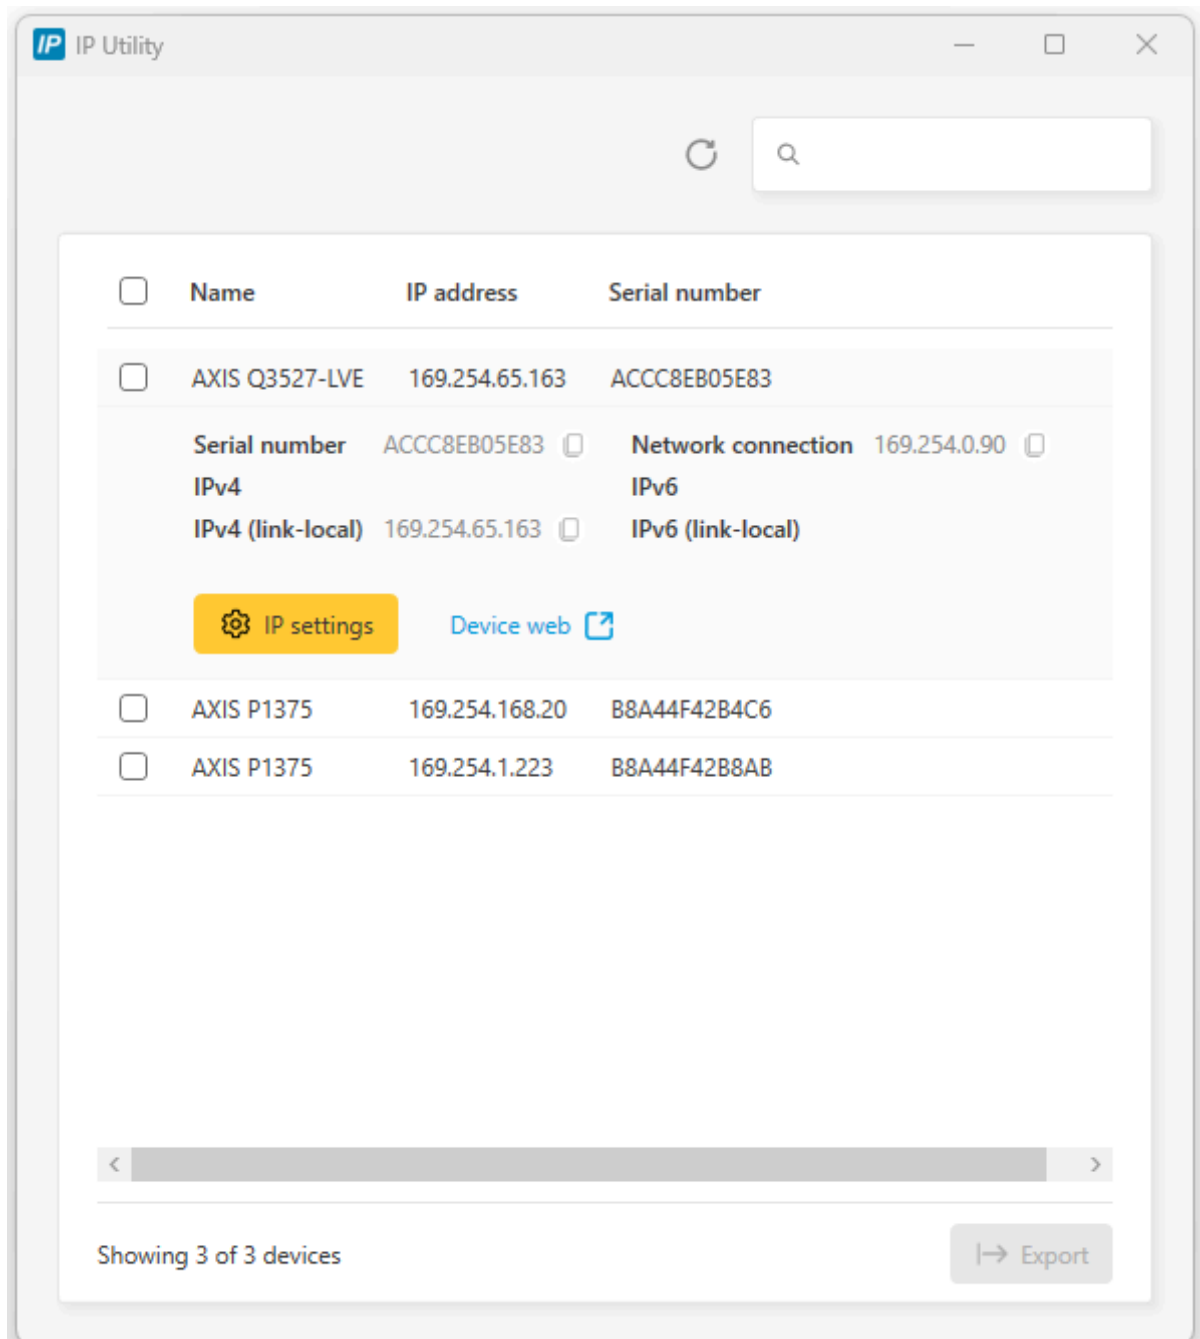 IP IP Utility
Name IP address Serial number
AXIS Q3527-LVE 169.254.65.163 ACCC8EB05E83
Serial number ACCC8EB05E83 Network connection 169.254.0.90
IPv4 IPv6
IPv4 (link-local) 169.254.65.163 IPv6 (link-local)
IP settings Device web
AXIS P1375 169.254.168.20 B8A44F42B4C6
AXIS P1375 169.254.1.223 B8A44F42B8AB
Showing 3 of 3 devices Export